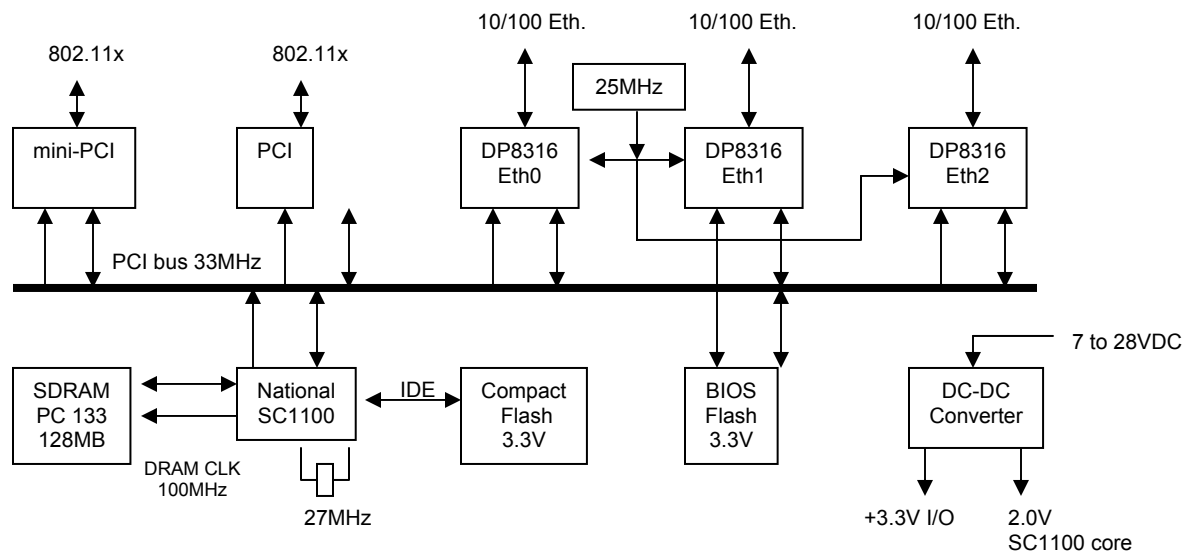 10/100 Eth.
10/100 Eth.
10/100 Eth.
802.11x
802.11x
25MHz
mini-PCI
PCI
DP8316
Eth0
DP8316
Eth1
DP8316
Eth2
PCI bus 33MHz
7 to 28VDC
SDRAM
PC 133
128MB
National
SC1100
IDE
Compact
Flash
3.3V
BIOS
Flash
3.3V
DC-DC
Converter
DRAM CLK
100MHz
27MHz
+3.3V I/O
2.0V
SC1100 core